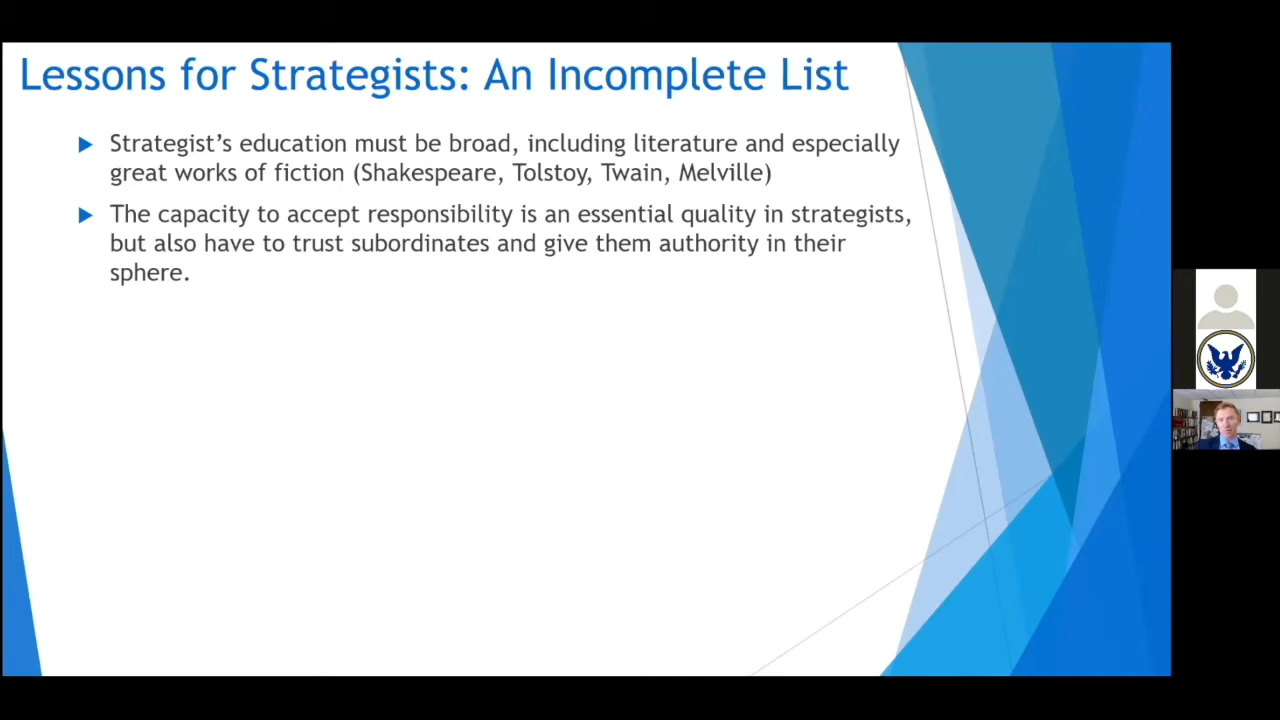 Lessons for Strategists: An Incomplete List
Strategist’s education must be broad, including literature and especially
great works of fiction (Shakespeare, Tolstoy, Twain, Melville)
The capacity to accept responsibility is an essential quality in strategists,
but also have to trust subordinates and give them authority in their
sphere.